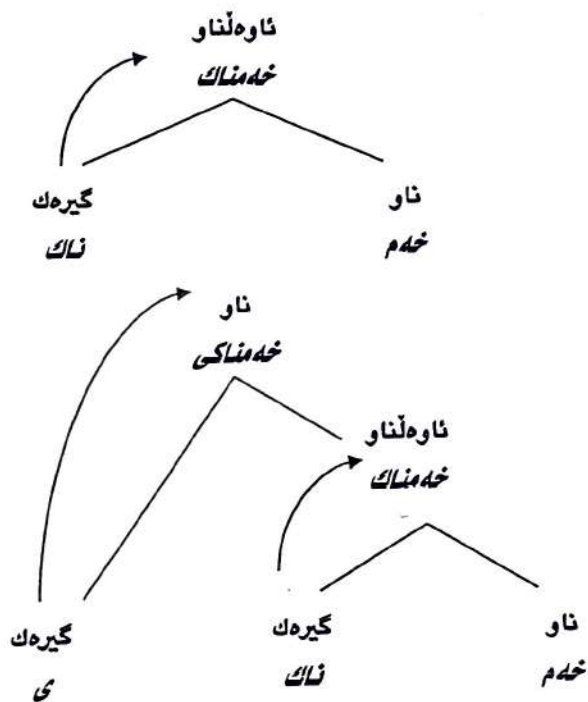 ئاوەڵناو
خەمناك
ناو
گیرەك
خەم
ناك
ناو
خەمناكی
ئاوەڵناو
خەمناك
ناو
گیرەك
گیرەك
خەم
ناك
ی